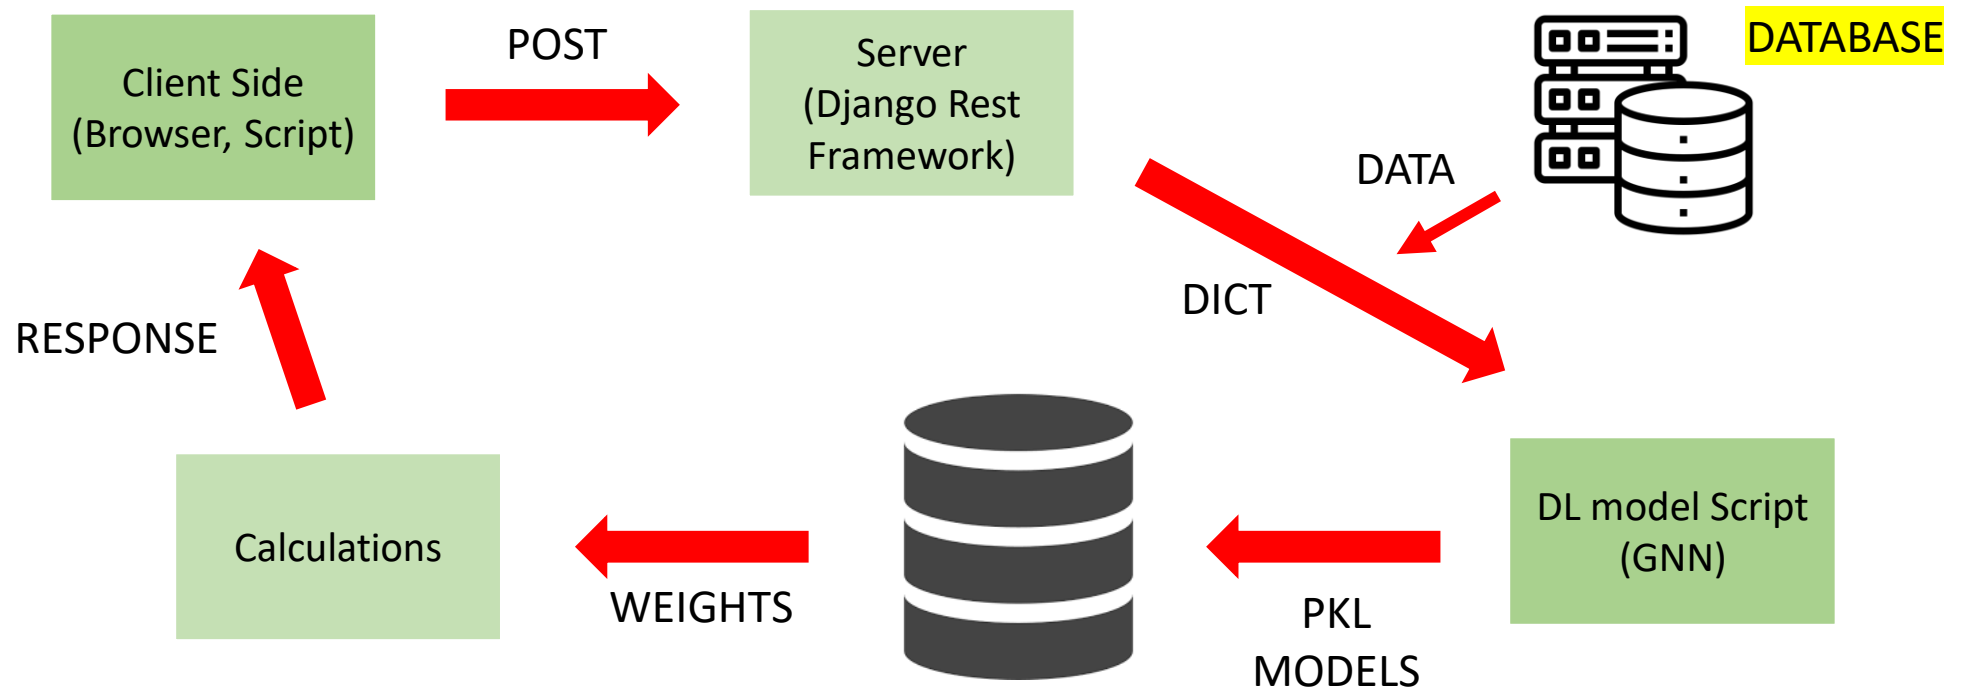 Client Side
(Browser, Script)
POST
Server
(Django Rest
Framework)
DATABASE
DATA
DICT
RESPONSE
Calculations
WEIGHTS
PKL
MODELS
DL model Script
(GNN)